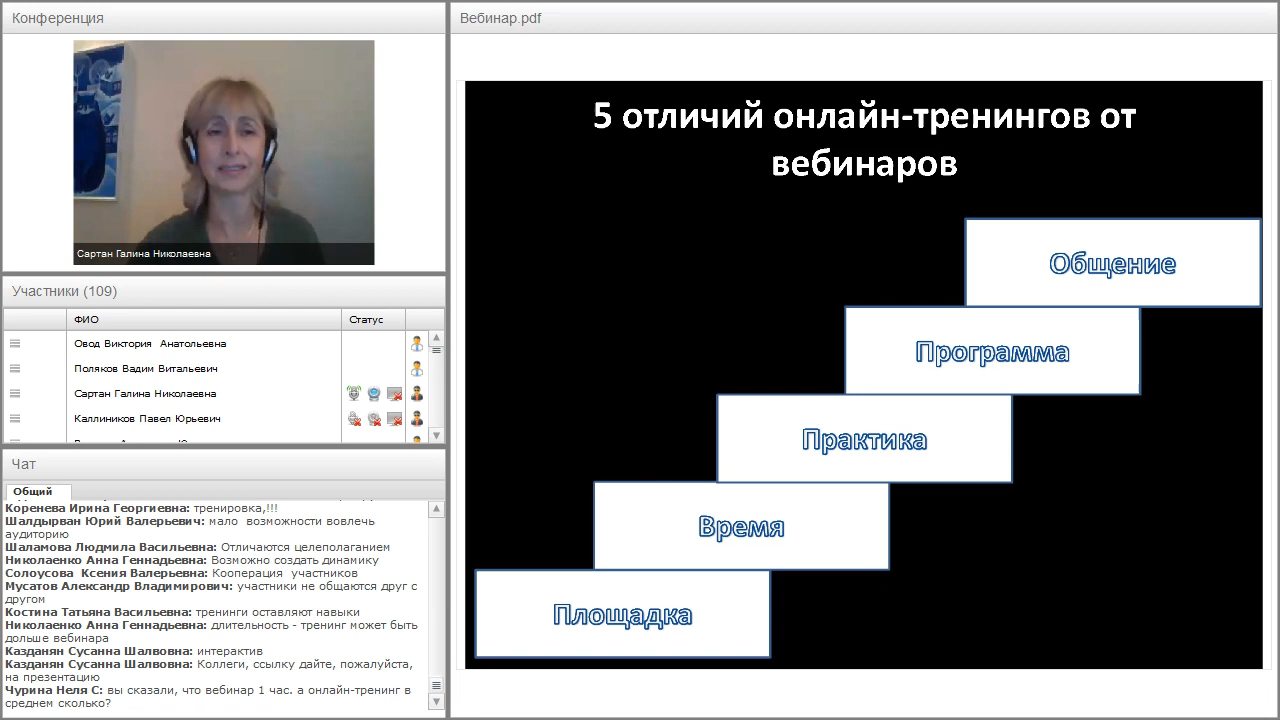 Конференция
Сартан Галина Николаевна
Участники (109)
ФИО
Статус
Овод Виктория Анатольевна
Поляков Вадим Витальевич
Сартан Галина Николаевна
Каллиников Павел Юрьевич
Чат
Общий
Коренева Ирина Георгиевна: тренировка,!!!
Шалдырван Юрий Валерьевич: мало возможности вовлечь
аудиторию
Шаламова Людмила Васильевна: Отличаются целеполаганием
Николаенко Анна Геннадьевна: Возможно создать динамику
Солоусова Ксения Валерьевна: Кооперация участников
Мусатов Александр Владимирович: участники не общаются друг с
другом
Костина Татьяна Васильевна: тренинги оставляют навыки
Николаенко Анна Геннадьевна: длительность - тренинг может быть
дольше вебинара
Казданян Сусанна Шалвовна: интерактив
Казданян Сусанна Шалвовна: Коллеги, ссылку дайте, пожалуйста,
на презентацию
Чурина Неля С: вы сказали, что вебинар 1 час. а онлайн-тренинг в
среднем сколько?
Вебинар.pdf
5 отличий онлайн-тренингов от
вебинаров
Общение
Программа
Практика
Время
Площадка